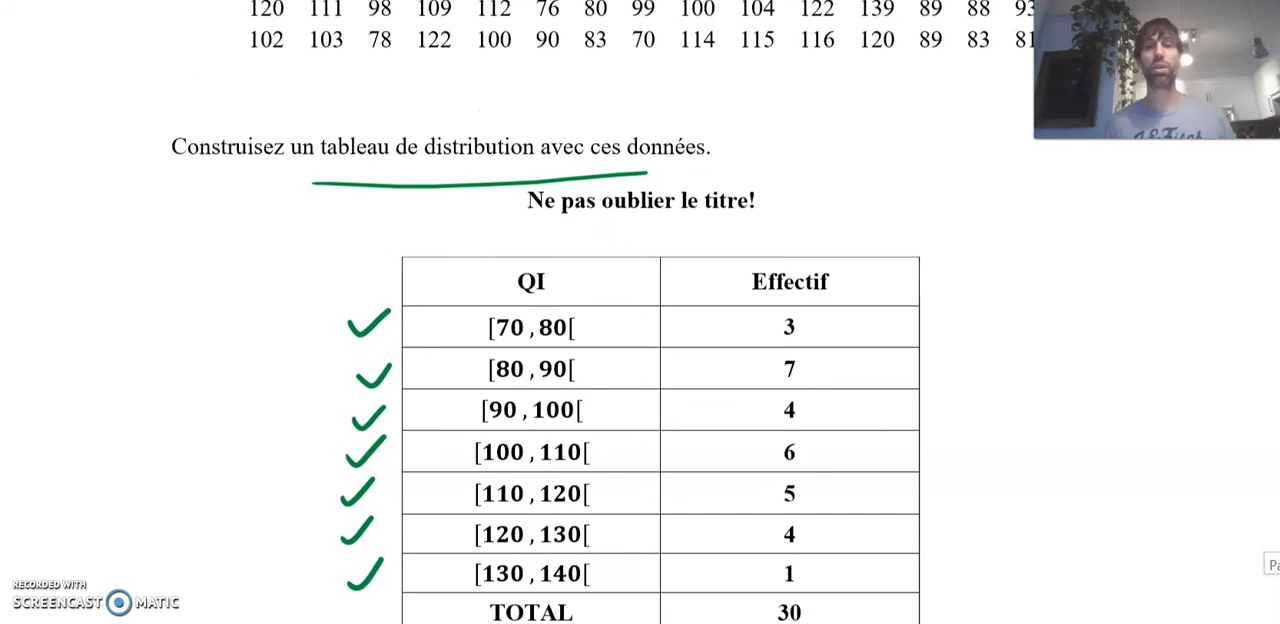 120 111 98 109 112 76 80 99 100 104 122 139 89 88 93
102 103 78 122 100 90 83 70 114 115 116 120 89 83 81
Construisez un tableau de distribution avec ces données.
Ne pas oublier le titre!
QI Effectif
[70 , 80[ 3
[80 , 90[ 7
[90 , 100[ 4
[100 , 110[ 6
[110 , 120[ 5
[120 , 130[ 4
[130 , 140[ 1
TOTAL 30
RECORDED WITH
SCREENCAST MATIC